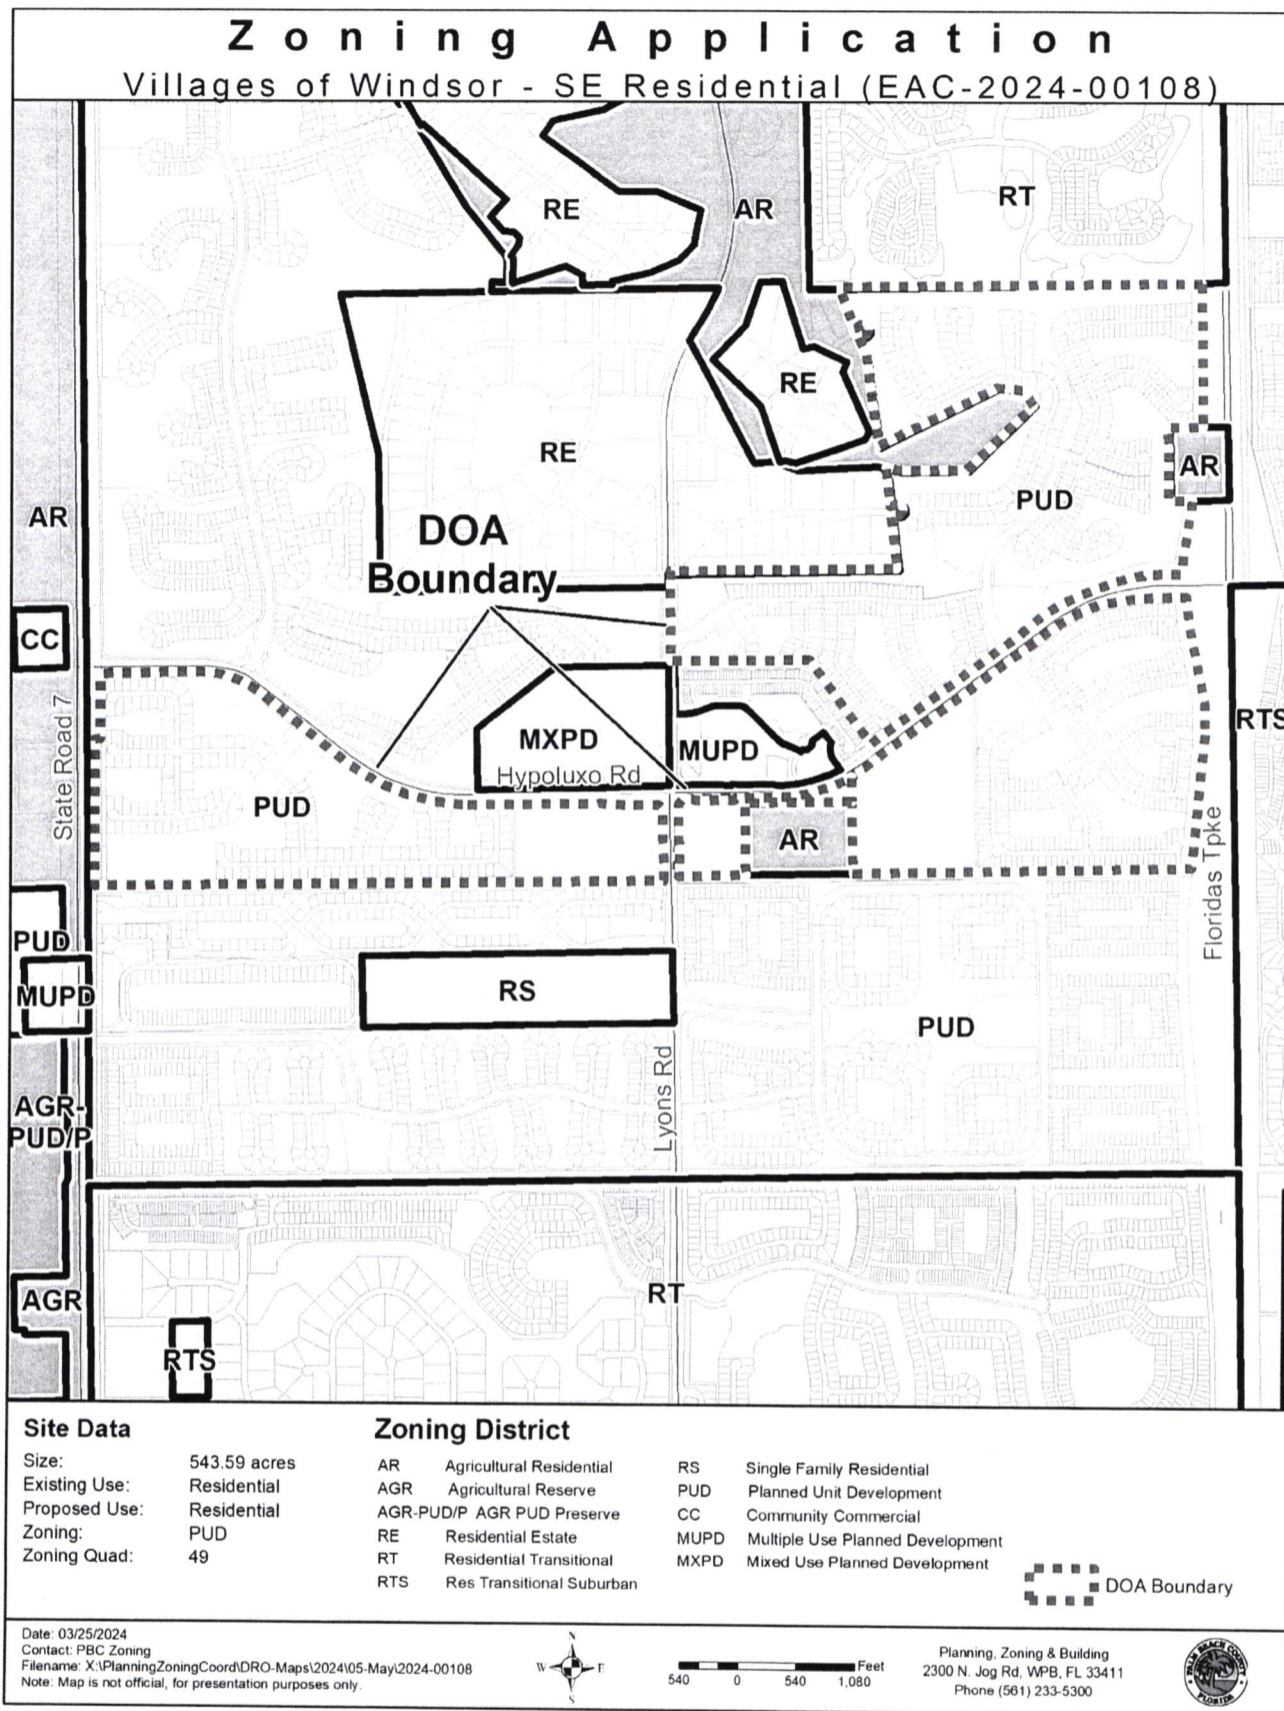 Zoning Application
Villages of Windsor - SE Residential (EAC-2024-00108)
RE
AR
RT
RE
RE
AR
AR
PUD
DOA
Boundary
CC
State Road 7
MXPD
MUPD
Hypoluxo Rd
RTS
PUD
AR
Floridas Tpke
PUD
MUPD
RS
PUD
Lyons Rd
AGR-
PUD/P
AGR
RT
RTS
Site Data
Size: 543.59 acres
Existing Use: Residential
Proposed Use: Residential
Zoning: PUD
Zoning Quad: 49
Zoning District
AR Agricultural Residential
AGR Agricultural Reserve
AGR-PUD/P AGR PUD Preserve
RE Residential Estate
RT Residential Transitional
RTS Res Transitional Suburban
RS Single Family Residential
PUD Planned Unit Development
CC Community Commercial
MUPD Multiple Use Planned Development
MXPD Mixed Use Planned Development
DOA Boundary
Date: 03/25/2024
Contact: PBC Zoning
Filename: X:\PlanningZoningCoord\DRO-Maps\2024\05-May\2024-00108
Note: Map is not official, for presentation purposes only.
N
W E
S
Feet
540 0 540 1,080
Planning, Zoning & Building
2300 N. Jog Rd, WPB, FL 33411
Phone (561) 233-5300
PALM BEACH COUNTY
FLORIDA